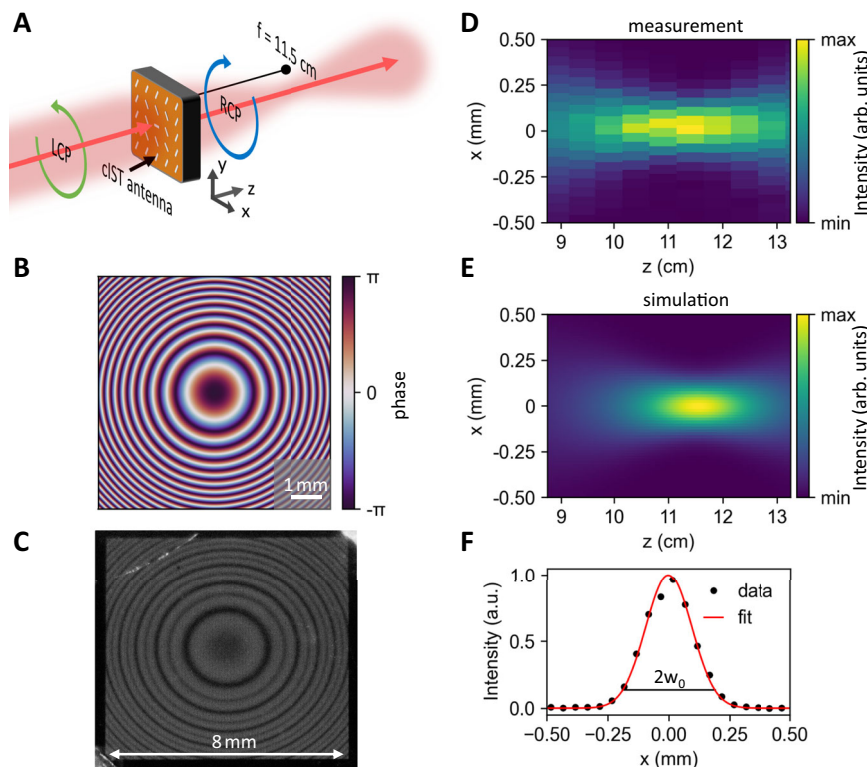 A
f = 11.5 cm
RCp
LCp
cIST antenna
y
z
x
B
π
0
-π
phase
1 mm
C
8 mm
D
measurement
0.50
0.25
0
-0.25
-0.50
x (mm)
9
10
11
12
13
z (cm)
max
min
Intensity (arb. units)
E
simulation
0.50
0.25
0
-0.25
-0.50
x (mm)
9
10
11
12
13
z (cm)
max
min
Intensity (arb. units)
F
1.0
0.5
0.0
Intensity (a.u.)
data
fit
2w₀
−0.50
−0.25
0.00
0.25
0.50
x (mm)